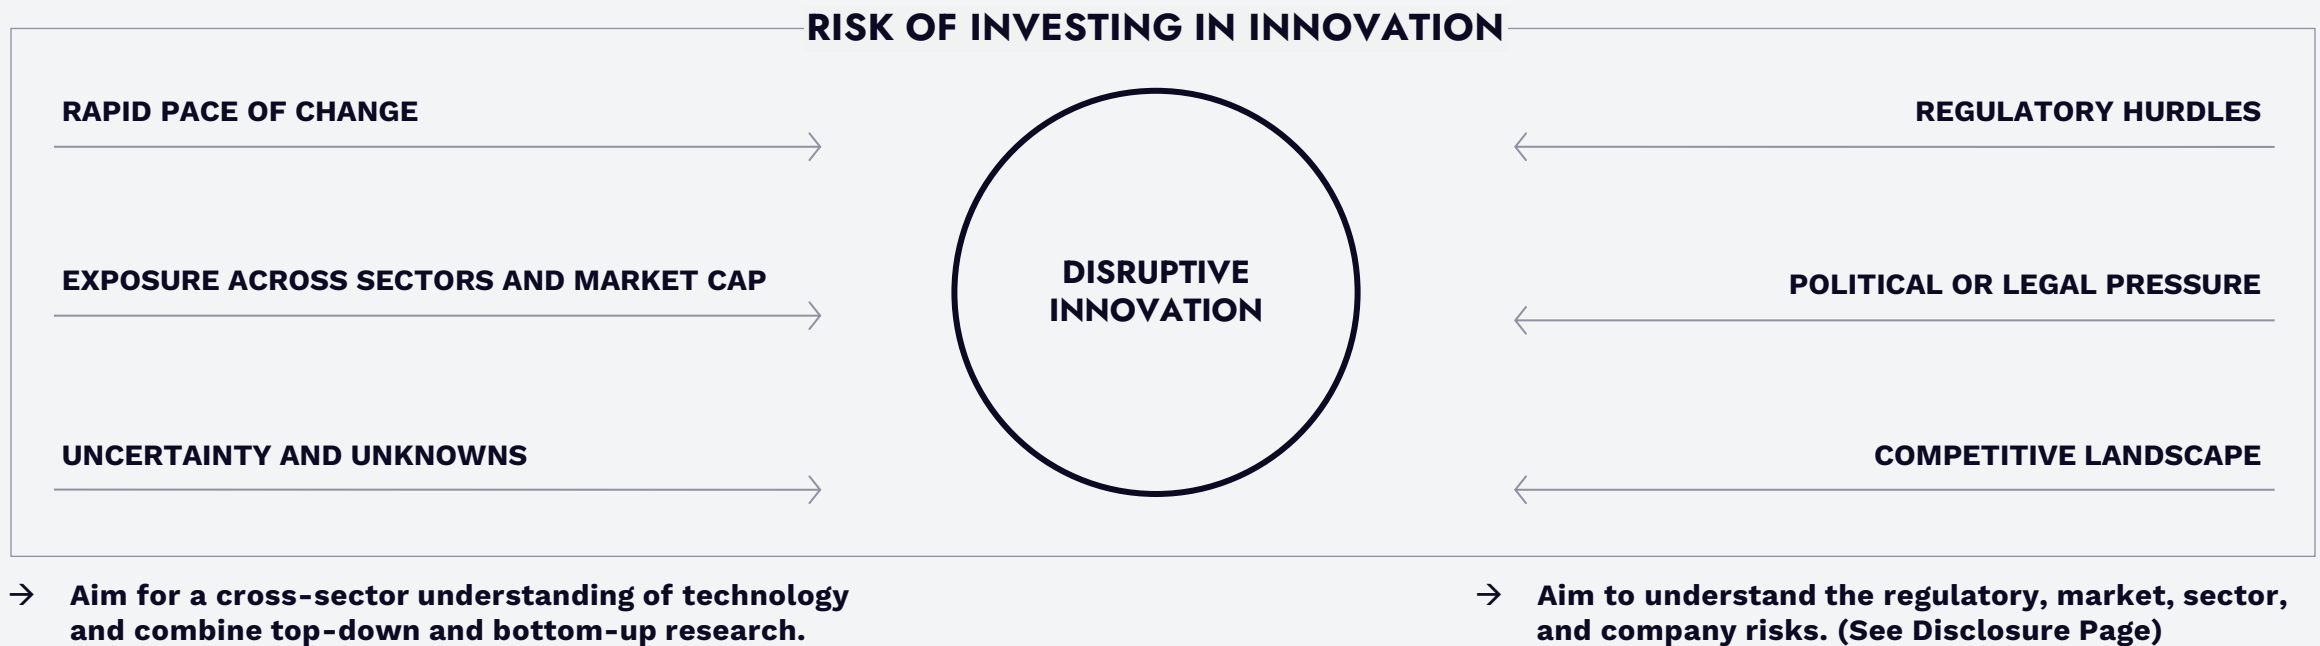 RISK OF INVESTING IN INNOVATION
RAPID PACE OF CHANGE
EXPOSURE ACROSS SECTORS AND MARKET CAP
UNCERTAINTY AND UNKNOWNS
DISRUPTIVE
INNOVATION
REGULATORY HURDLES
POLITICAL OR LEGAL PRESSURE
COMPETITIVE LANDSCAPE
→ Aim for a cross-sector understanding of technology
and combine top-down and bottom-up research.
→ Aim to understand the regulatory, market, sector,
and company risks. (See Disclosure Page)